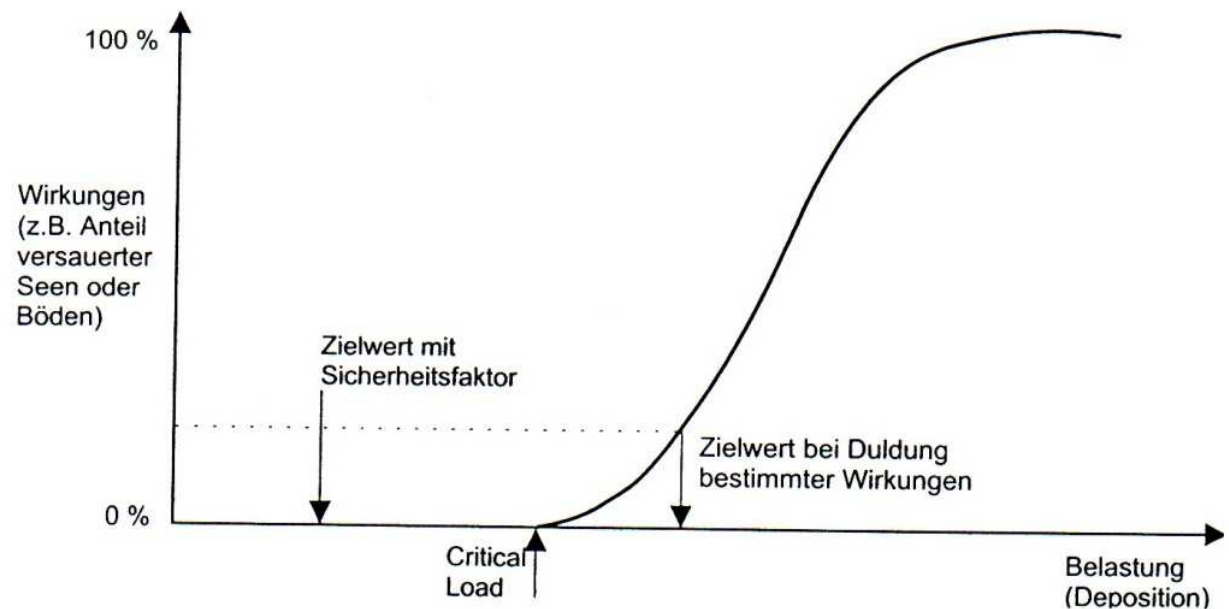 100 %
Wirkungen
(z.B. Anteil
versauerter
Seen oder
Böden)
Zielwert mit
Sicherheitsfaktor
Zielwert bei Duldung
bestimmter Wirkungen
0 %
Critical
Load
Belastung
(Deposition)